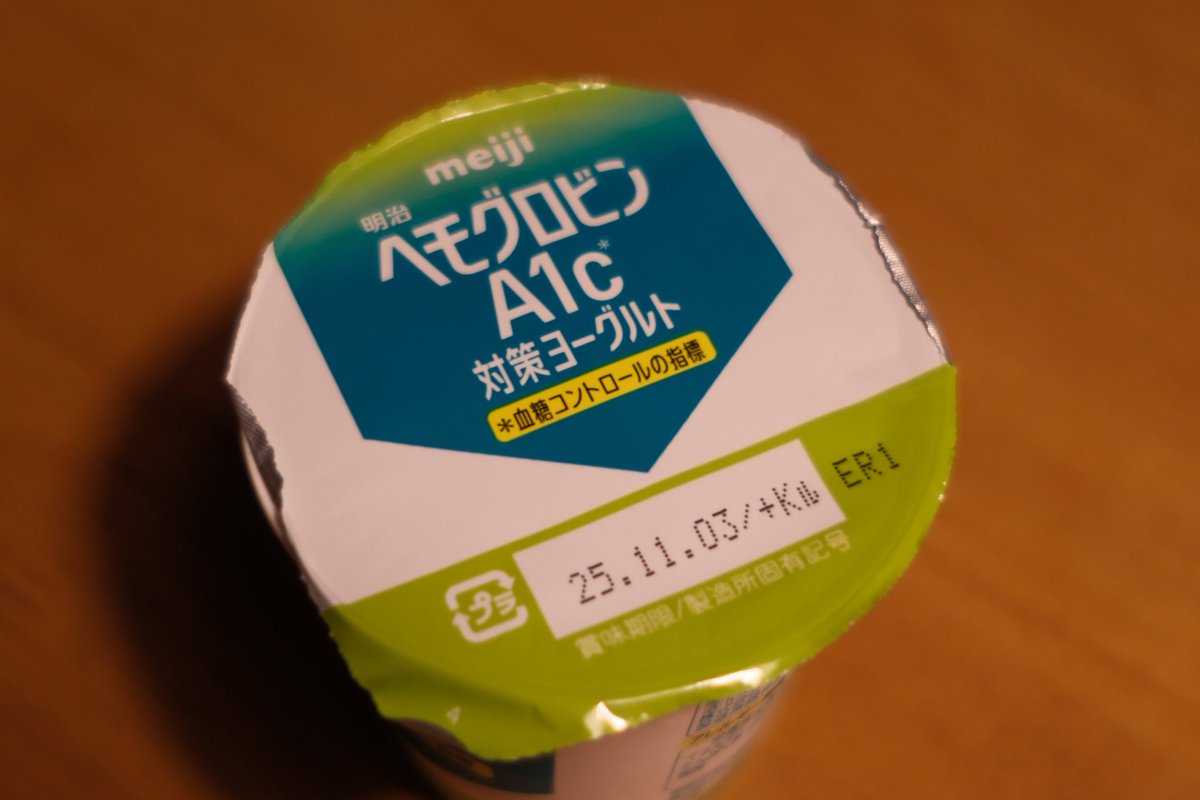 meiji
明治
ヘモグロビン
A1c*
対策ヨーグルト
*血糖コントロールの指標
25.11.03/+Kル ER1
プラ
賞味期限/製造所固有記号